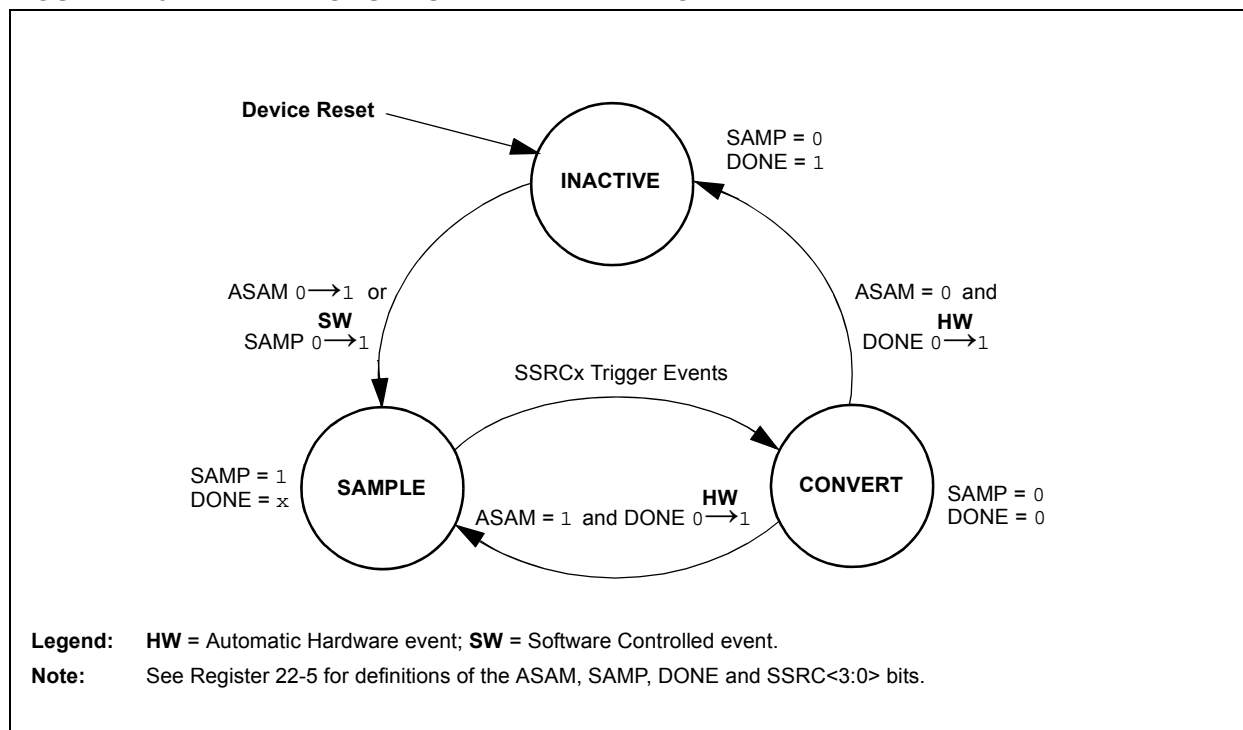 Device Reset
SAMP = 0
DONE = 1
INACTIVE
ASAM 0→1 or
SW
SAMP 0→1
ASAM = 0 and
HW
DONE 0→1
SSRCx Trigger Events
SAMP = 1
DONE = x
SAMPLE
CONVERT
SAMP = 0
DONE = 0
HW
ASAM = 1 and DONE 0→1
Legend: HW = Automatic Hardware event; SW = Software Controlled event.
Note: See Register 22-5 for definitions of the ASAM, SAMP, DONE and SSRC<3:0> bits.